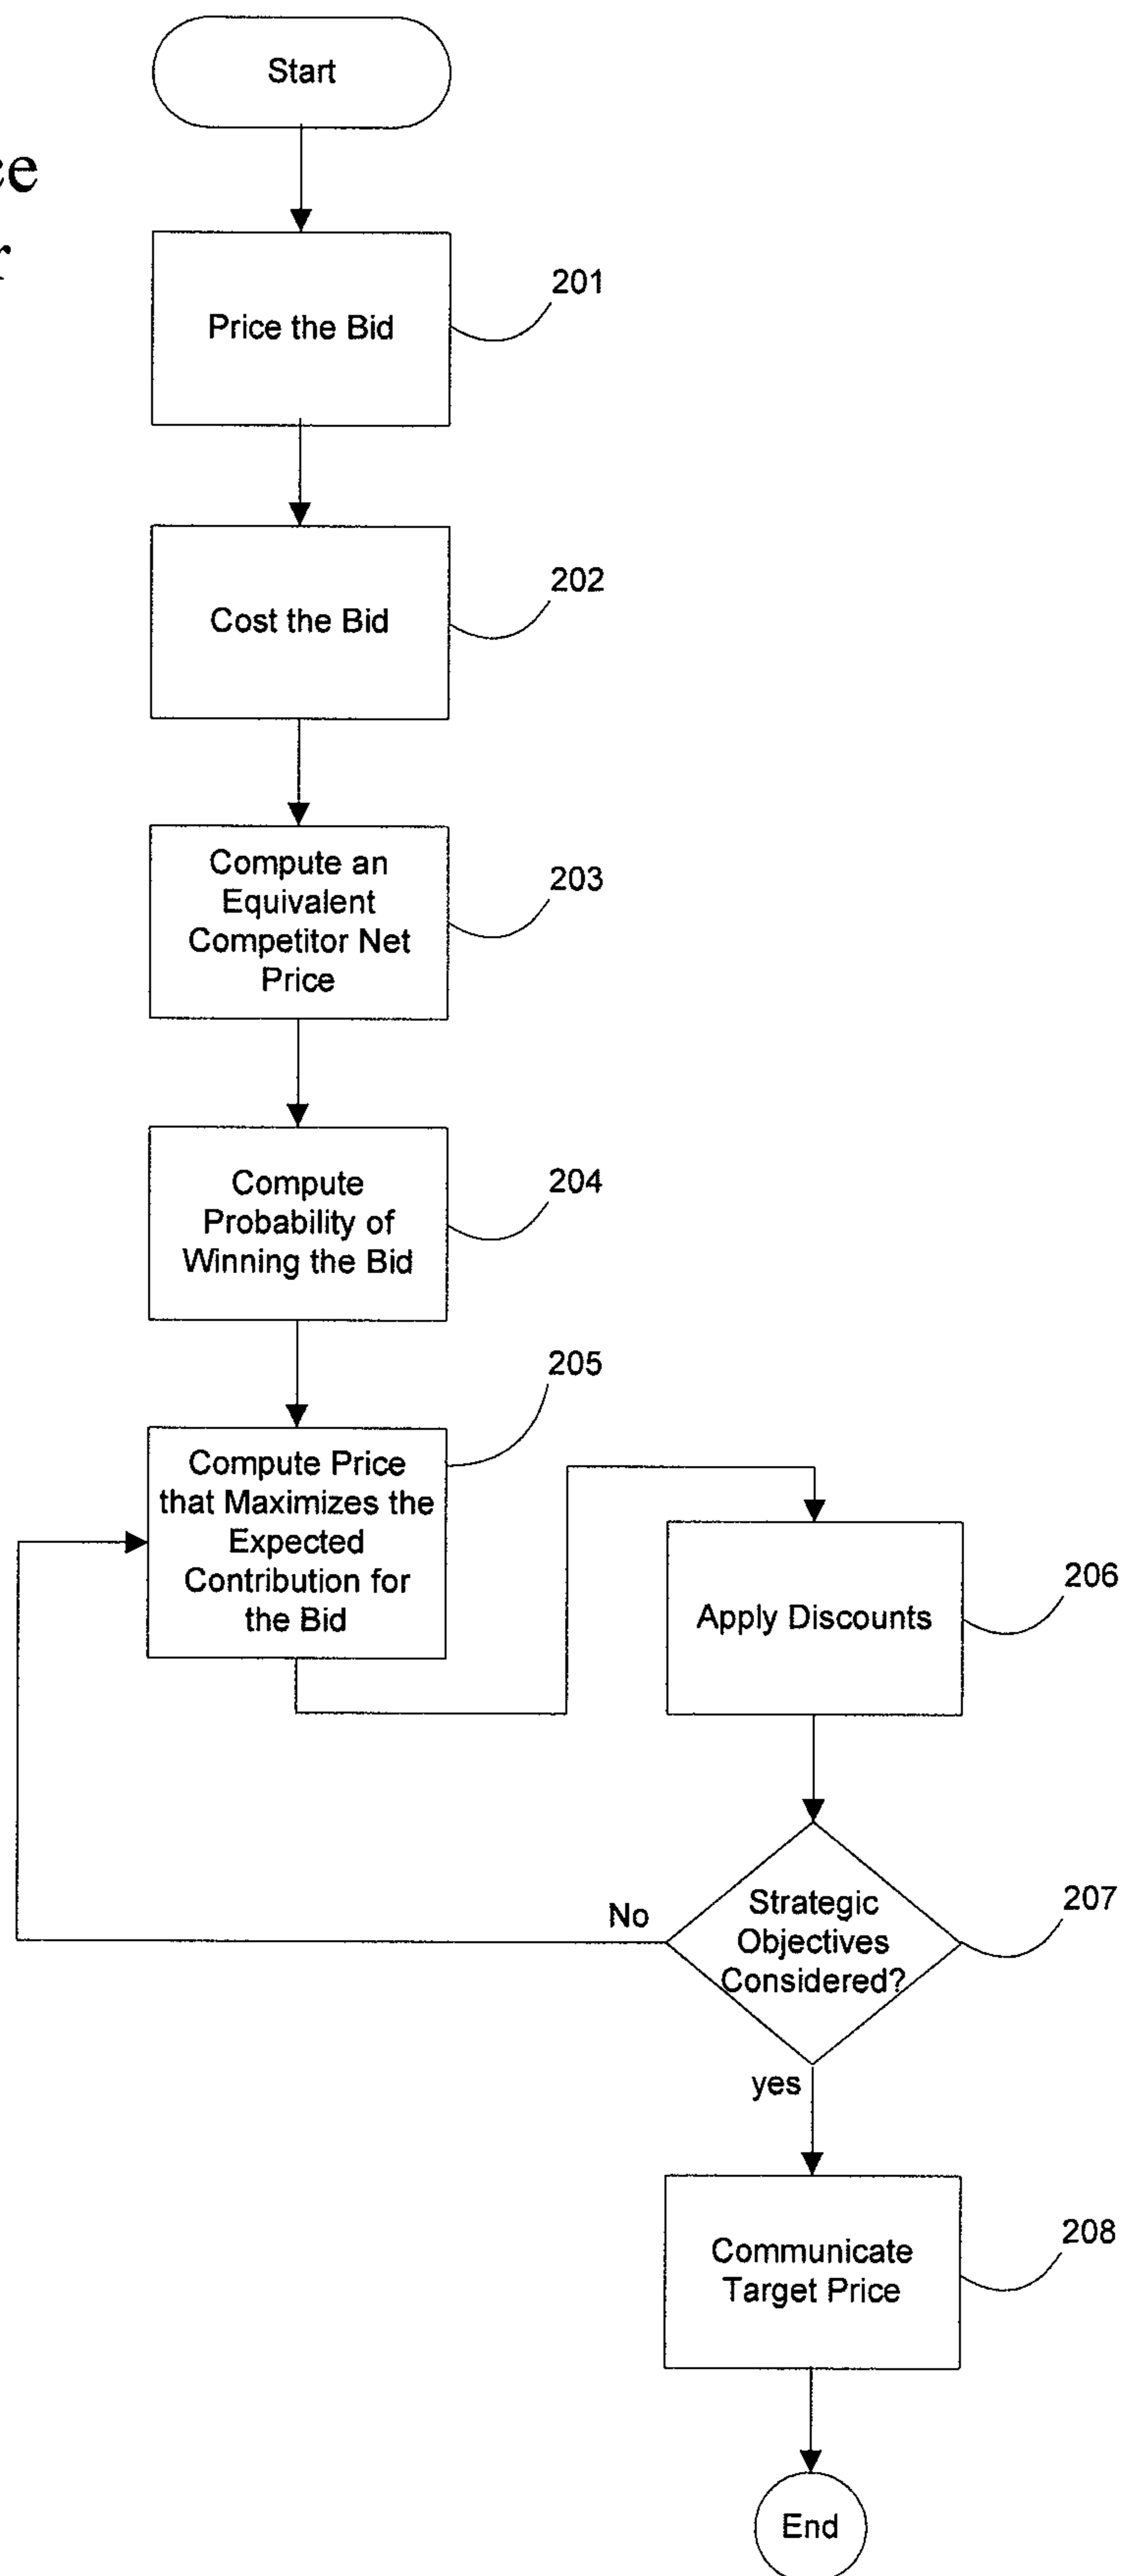 Start
Price the Bid
201
Cost the Bid
202
Compute an
Equivalent
Competitor Net
Price
203
Compute
Probability of
Winning the Bid
204
Compute Price
that Maximizes the
Expected
Contribution for
the Bid
205
Apply Discounts
206
Strategic
Objectives
Considered?
207
No
yes
Communicate
Target Price
208
End